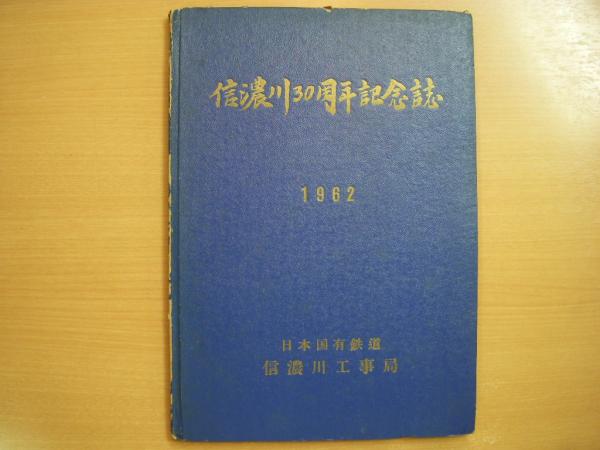 信濃川30周年記念誌
1962
日本国有鉄道
信濃川工事局